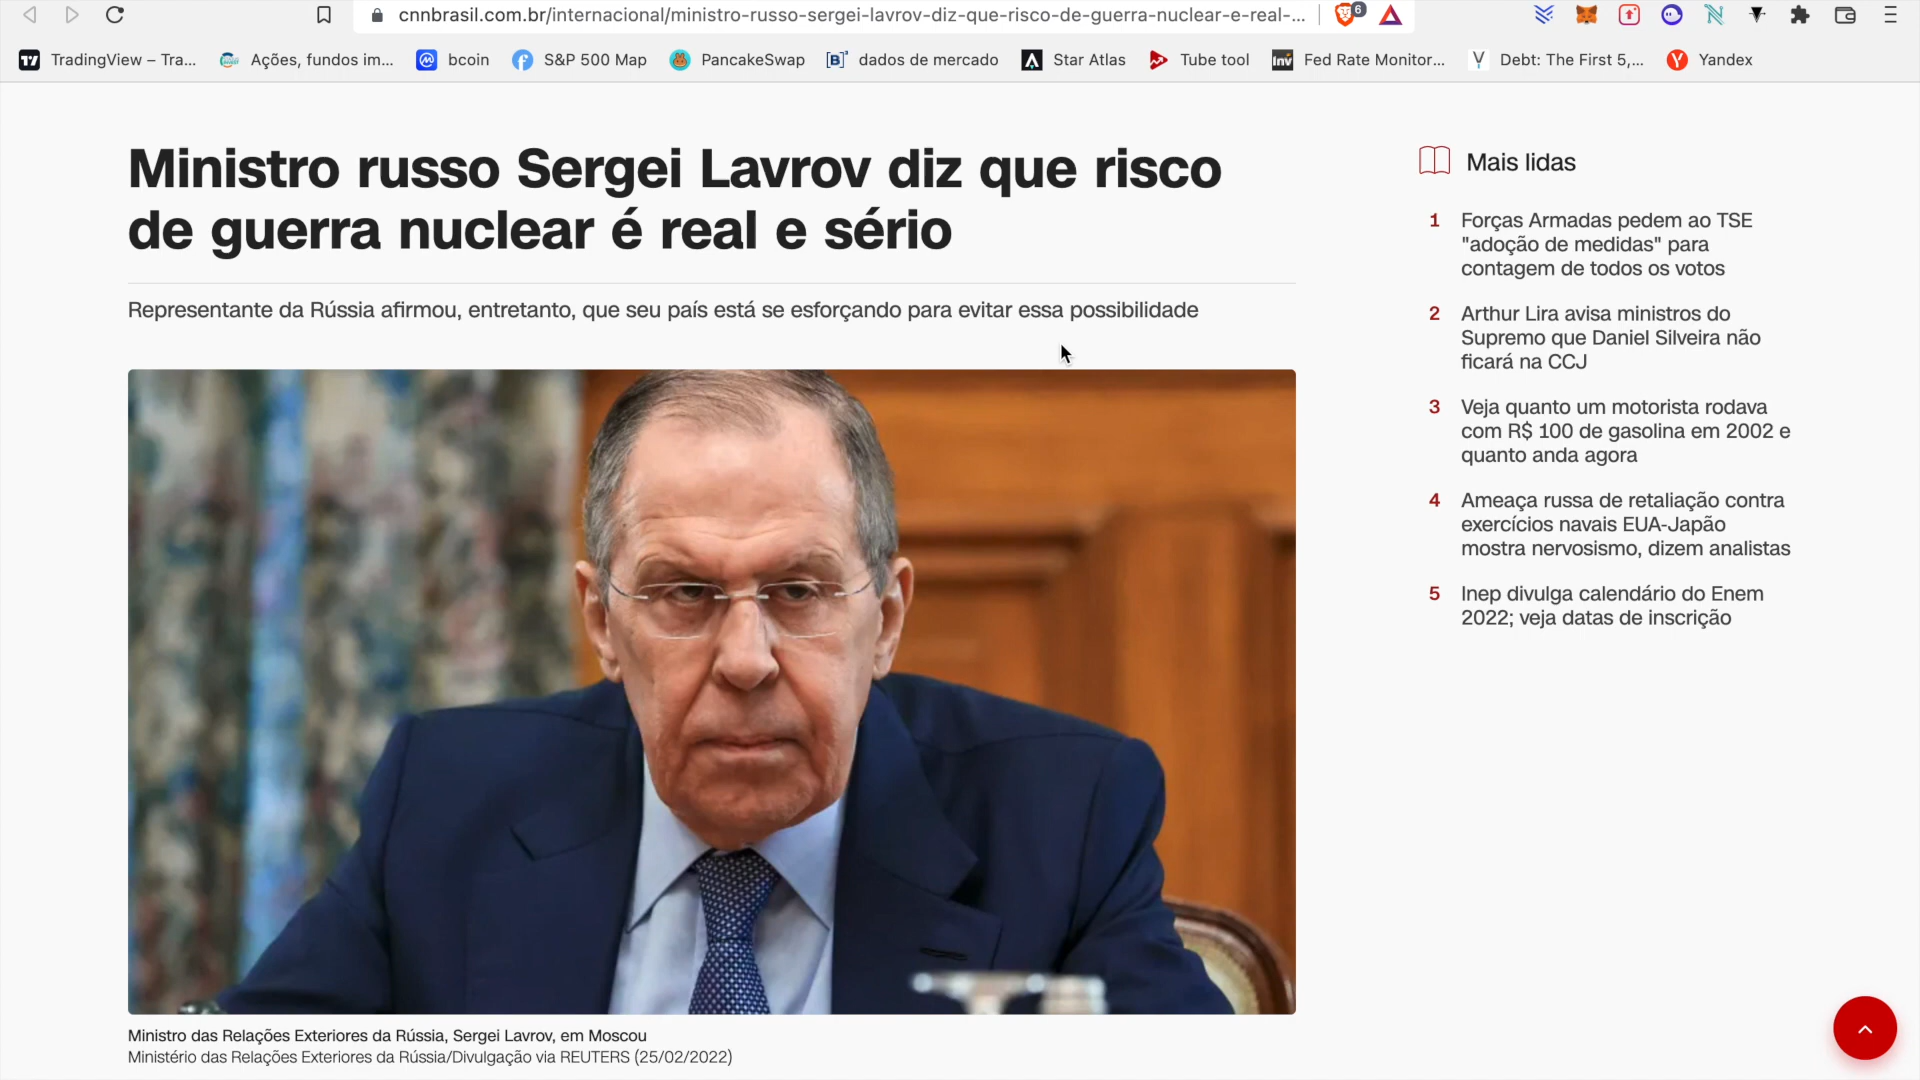 cnnbrasil.com.br/internacional/ministro-russo-sergei-lavrov-diz-que-risco-de-guerra-nuclear-e-real-...
6
TradingView – Tra...
Ações, fundos im...
bcoin
S&P 500 Map
PancakeSwap
[B]³ dados de mercado
Star Atlas
Tube tool
Inv Fed Rate Monitor...
Debt: The First 5,...
Yandex
Ministro russo Sergei Lavrov diz que risco
de guerra nuclear é real e sério
Representante da Rússia afirmou, entretanto, que seu país está se esforçando para evitar essa possibilidade
Ministro das Relações Exteriores da Rússia, Sergei Lavrov, em Moscou
Ministério das Relações Exteriores da Rússia/Divulgação via REUTERS (25/02/2022)
Mais lidas
1 Forças Armadas pedem ao TSE
"adoção de medidas" para
contagem de todos os votos
2 Arthur Lira avisa ministros do
Supremo que Daniel Silveira não
ficará na CCJ
3 Veja quanto um motorista rodava
com R$ 100 de gasolina em 2002 e
quanto anda agora
4 Ameaça russa de retaliação contra
exercícios navais EUA-Japão
mostra nervosismo, dizem analistas
5 Inep divulga calendário do Enem
2022; veja datas de inscrição